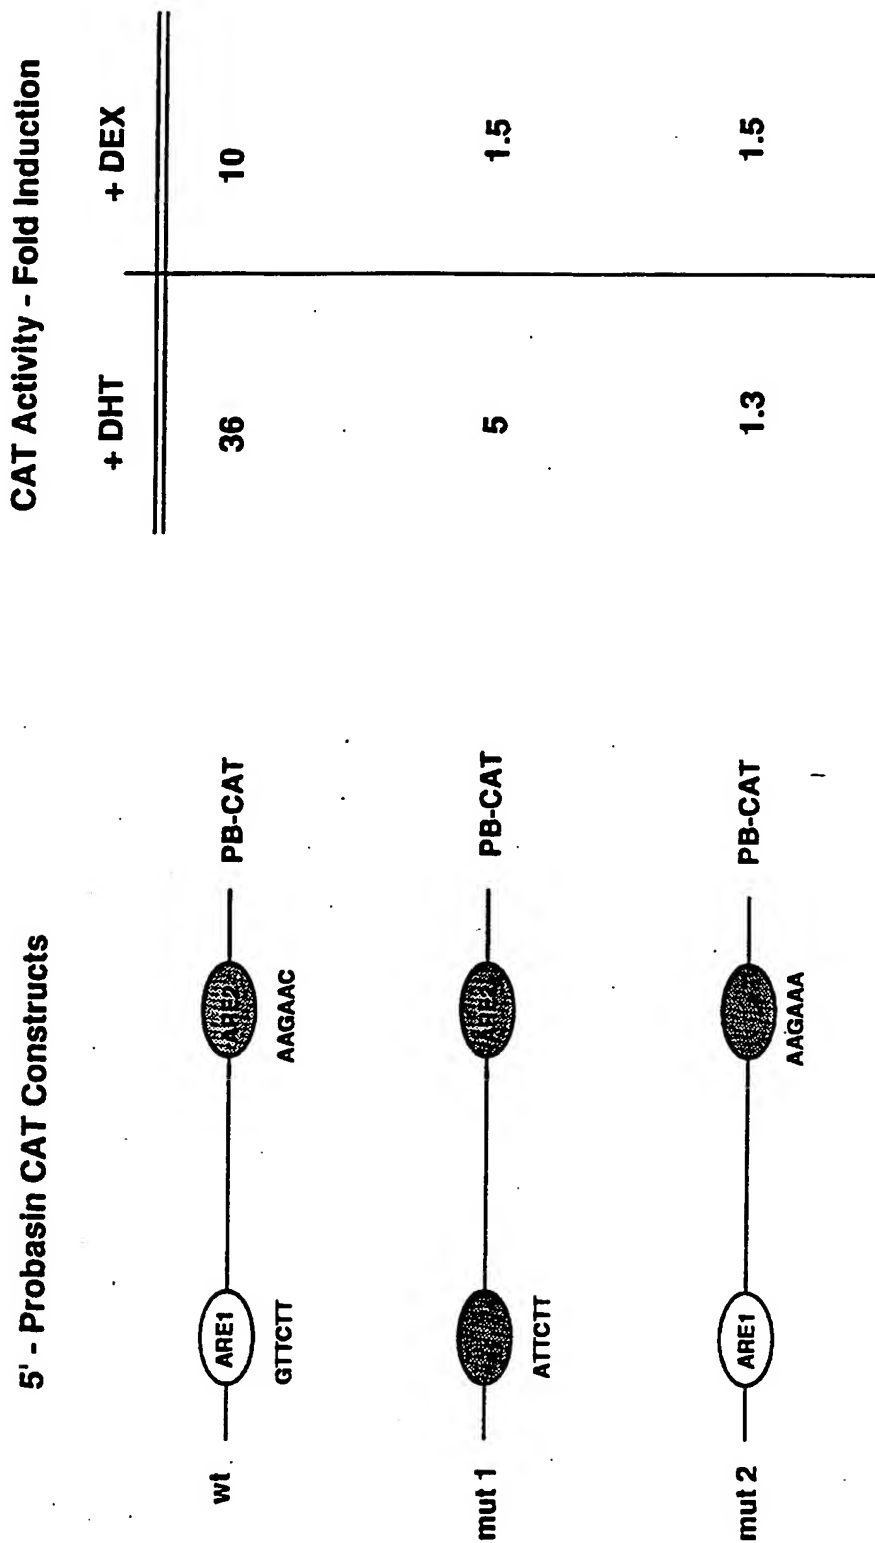 5' - Probasin CAT Constructs
CAT Activity - Fold Induction
+ DHT
+ DEX
wt
ARE1
ARE2
PB-CAT
36
10
GTTCTT
AAGAAC
mut 1
ARE2
PB-CAT
5
1.5
ATTCTT
mut 2
ARE1
PB-CAT
1.3
1.5
AAGAAA